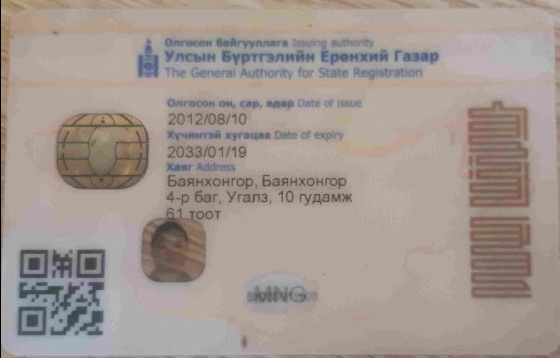 Олгосон байгууллага Issuing authority
Улсын Бүртгэлийн Ерөнхий Газар
The General Authority for State Registration
Олгосон он, сар, өдөр Date of issue
2012/08/10
Хүчинтэй хугацаа Date of expiry
2033/01/19
Хаяг Address
Баянхонгор, Баянхонгор
4-р баг, Угалз, 10 гудамж
61 тоот
MNG